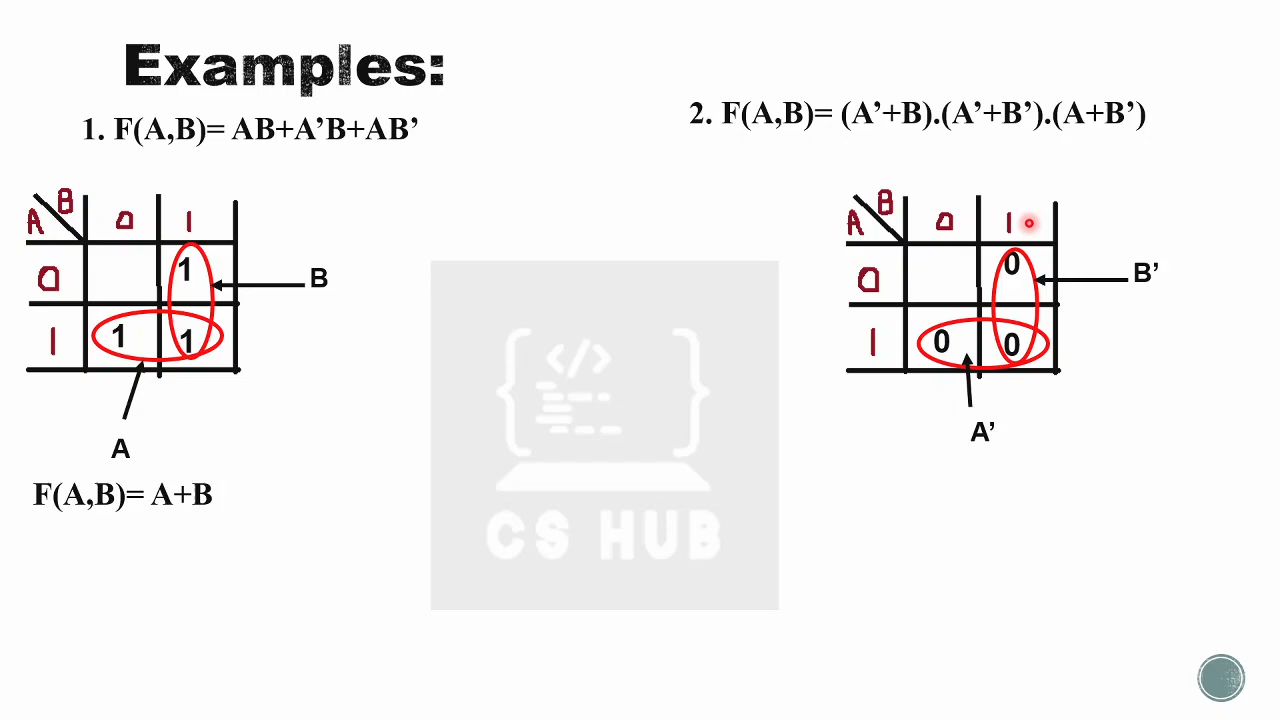 Examples:
1. F(A,B)= AB+A’B+AB’
B
A
0 1
0 1
1 1 1
B
A
F(A,B)= A+B
2. F(A,B)= (A’+B).(A’+B’).(A+B’)
B
A
0 1
0 0
1 0 0
B’
A’
</>
CS HUB